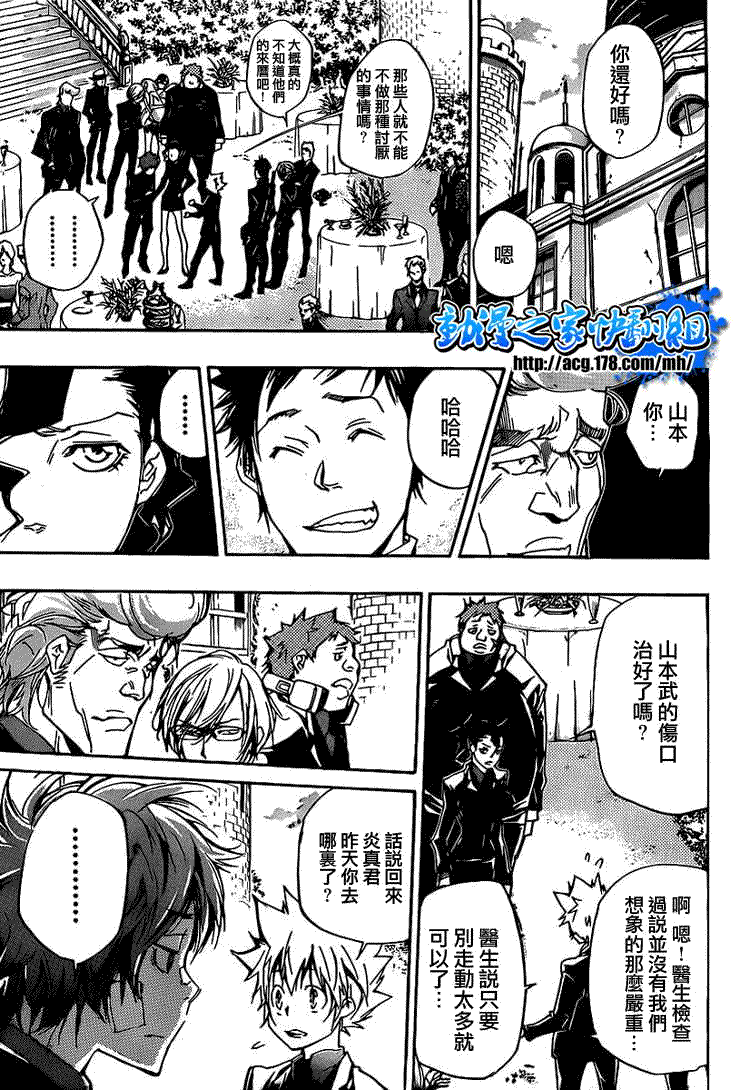 你還好嗎？
嗯
那些人就不能
不做那種討厭
的事情嗎？
大概真的
不知道他們
的來曆吧！
………
動漫之家快翻組
http://acg.178.com/mh/
山本
你…
哈哈哈
……
山本武的傷口
治好了嗎？
啊 嗯！醫生檢查
過說並沒有我們
想象的那麼嚴重…
醫生說只要
別走動太多就
可以了…
話說回來
炎真君
昨天你去
哪裏了？
………